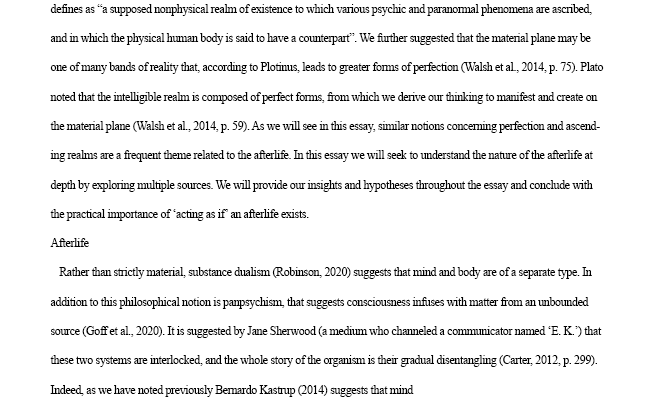 defines as “a supposed nonphysical realm of existence to which various psychic and paranormal phenomena are ascribed,
and in which the physical human body is said to have a counterpart”. We further suggested that the material plane may be
one of many bands of reality that, according to Plotinus, leads to greater forms of perfection (Walsh et al., 2014, p. 75). Plato
noted that the intelligible realm is composed of perfect forms, from which we derive our thinking to manifest and create on
the material plane (Walsh et al., 2014, p. 59). As we will see in this essay, similar notions concerning perfection and ascend-
ing realms are a frequent theme related to the afterlife. In this essay we will seek to understand the nature of the afterlife at
depth by exploring multiple sources. We will provide our insights and hypotheses throughout the essay and conclude with
the practical importance of ‘acting as if’ an afterlife exists.
Afterlife
Rather than strictly material, substance dualism (Robinson, 2020) suggests that mind and body are of a separate type. In
addition to this philosophical notion is panpsychism, that suggests consciousness infuses with matter from an unbounded
source (Goff et al., 2020). It is suggested by Jane Sherwood (a medium who channeled a communicator named ‘E. K.’) that
these two systems are interlocked, and the whole story of the organism is their gradual disentangling (Carter, 2012, p. 299).
Indeed, as we have noted previously Bernardo Kastrup (2014) suggests that mind